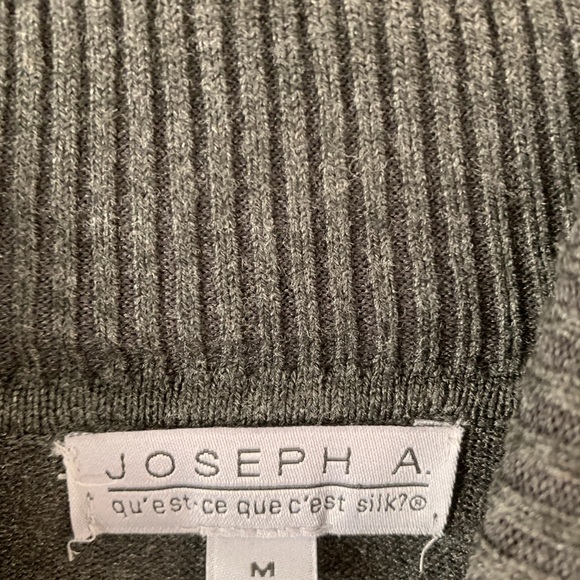 JOSEPH A.
qu'est-ce que c'est silk?®
M